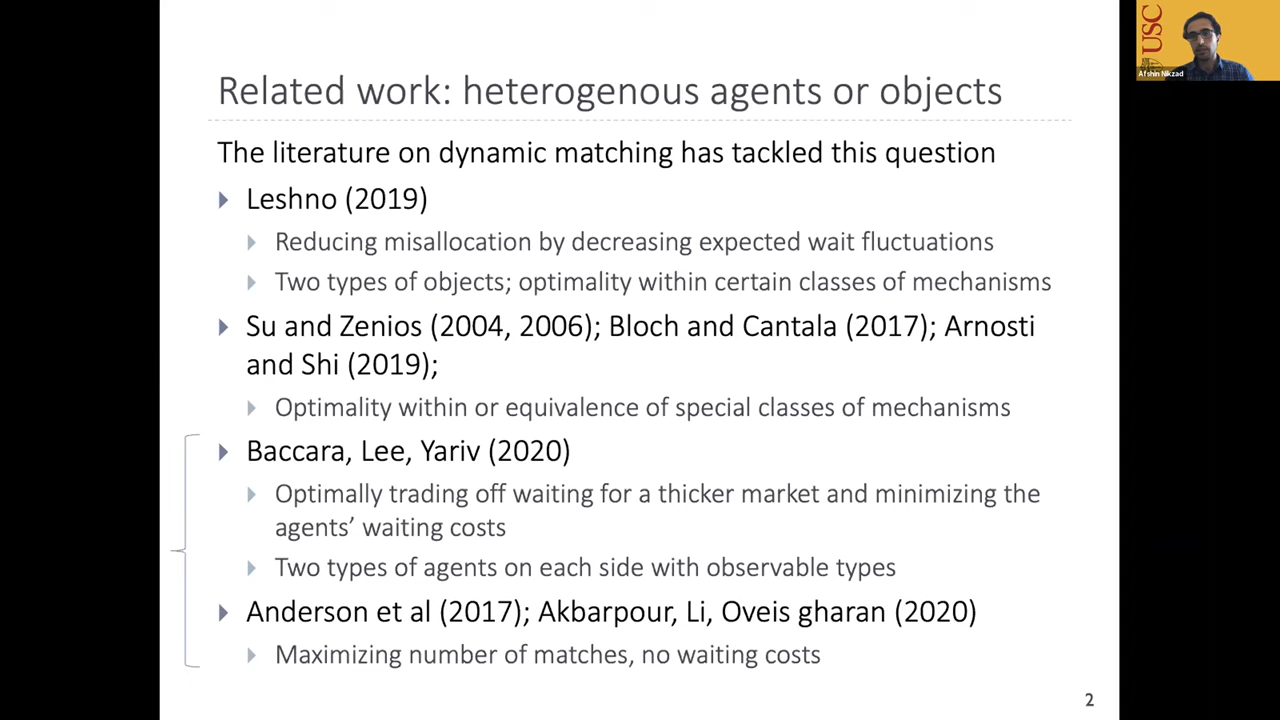 USC
Afshin Nikzad
Related work: heterogenous agents or objects
The literature on dynamic matching has tackled this question
Leshno (2019)
Reducing misallocation by decreasing expected wait fluctuations
Two types of objects; optimality within certain classes of mechanisms
Su and Zenios (2004, 2006); Bloch and Cantala (2017); Arnosti
and Shi (2019);
Optimality within or equivalence of special classes of mechanisms
Baccara, Lee, Yariv (2020)
Optimally trading off waiting for a thicker market and minimizing the
agents’ waiting costs
Two types of agents on each side with observable types
Anderson et al (2017); Akbarpour, Li, Oveis gharan (2020)
Maximizing number of matches, no waiting costs
2